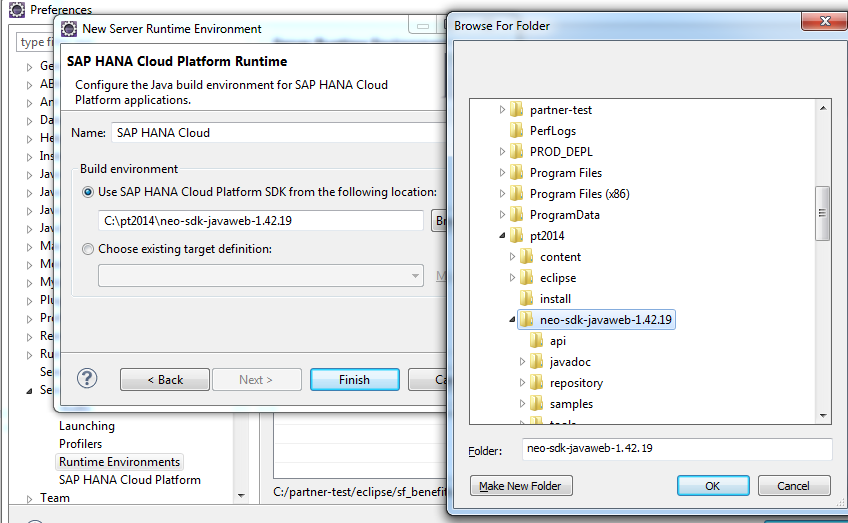 Preferences
type fi
Ge
AB
An
Da
He
Ins
Jav
Jav
Jav
Ma
Me
My
Plu
Pre
Re
Ru
Se
Se
Launching
Profilers
Runtime Environments
SAP HANA Cloud Platform
Team
New Server Runtime Environment
SAP HANA Cloud Platform Runtime
Configure the Java build environment for SAP HANA Cloud
Platform applications.
Name: SAP HANA Cloud
Build environment
Use SAP HANA Cloud Platform SDK from the following location:
C:\pt2014\neo-sdk-javaweb-1.42.19
Br
Choose existing target definition:
M
< Back
Next >
Finish
Ca
C:/partner-test/eclipse/sf_benefit
Browse For Folder
partner-test
PerfLogs
PROD_DEPL
Program Files
Program Files (x86)
ProgramData
pt2014
content
eclipse
install
neo-sdk-javaweb-1.42.19
api
javadoc
repository
samples
tools
Folder: neo-sdk-javaweb-1.42.19
Make New Folder
OK
Cancel